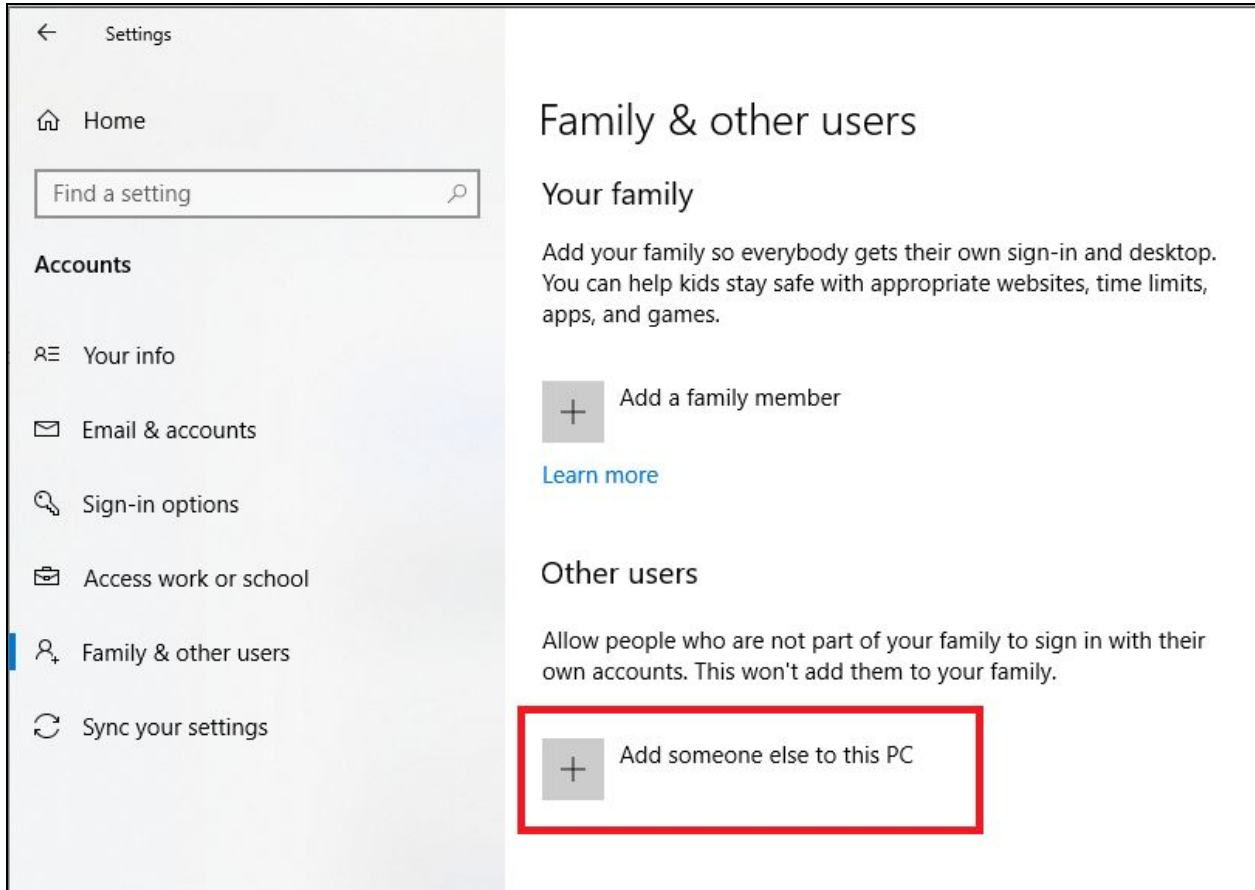 Settings
Home
Find a setting
Accounts
Your info
Email & accounts
Sign-in options
Access work or school
Family & other users
Sync your settings
Family & other users
Your family
Add your family so everybody gets their own sign-in and desktop.
You can help kids stay safe with appropriate websites, time limits,
apps, and games.
Add a family member
Learn more
Other users
Allow people who are not part of your family to sign in with their
own accounts. This won't add them to your family.
Add someone else to this PC